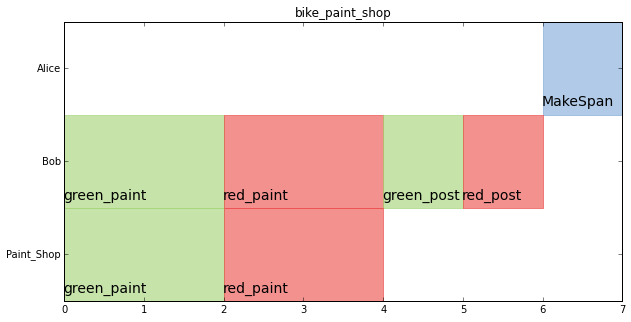 bike_paint_shop
Alice
MakeSpan
Bob
green_paint red_paint green_post red_post
Paint_Shop
green_paint red_paint
0 1 2 3 4 5 6 7